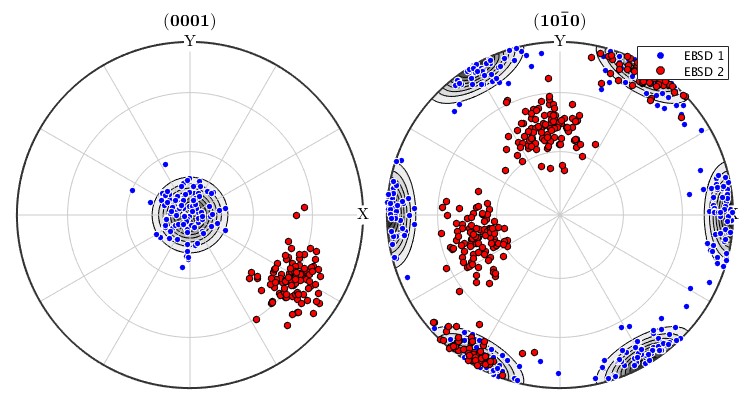 (0001)
(101̄0)
Y
Y
EBSD 1
EBSD 2
X
X